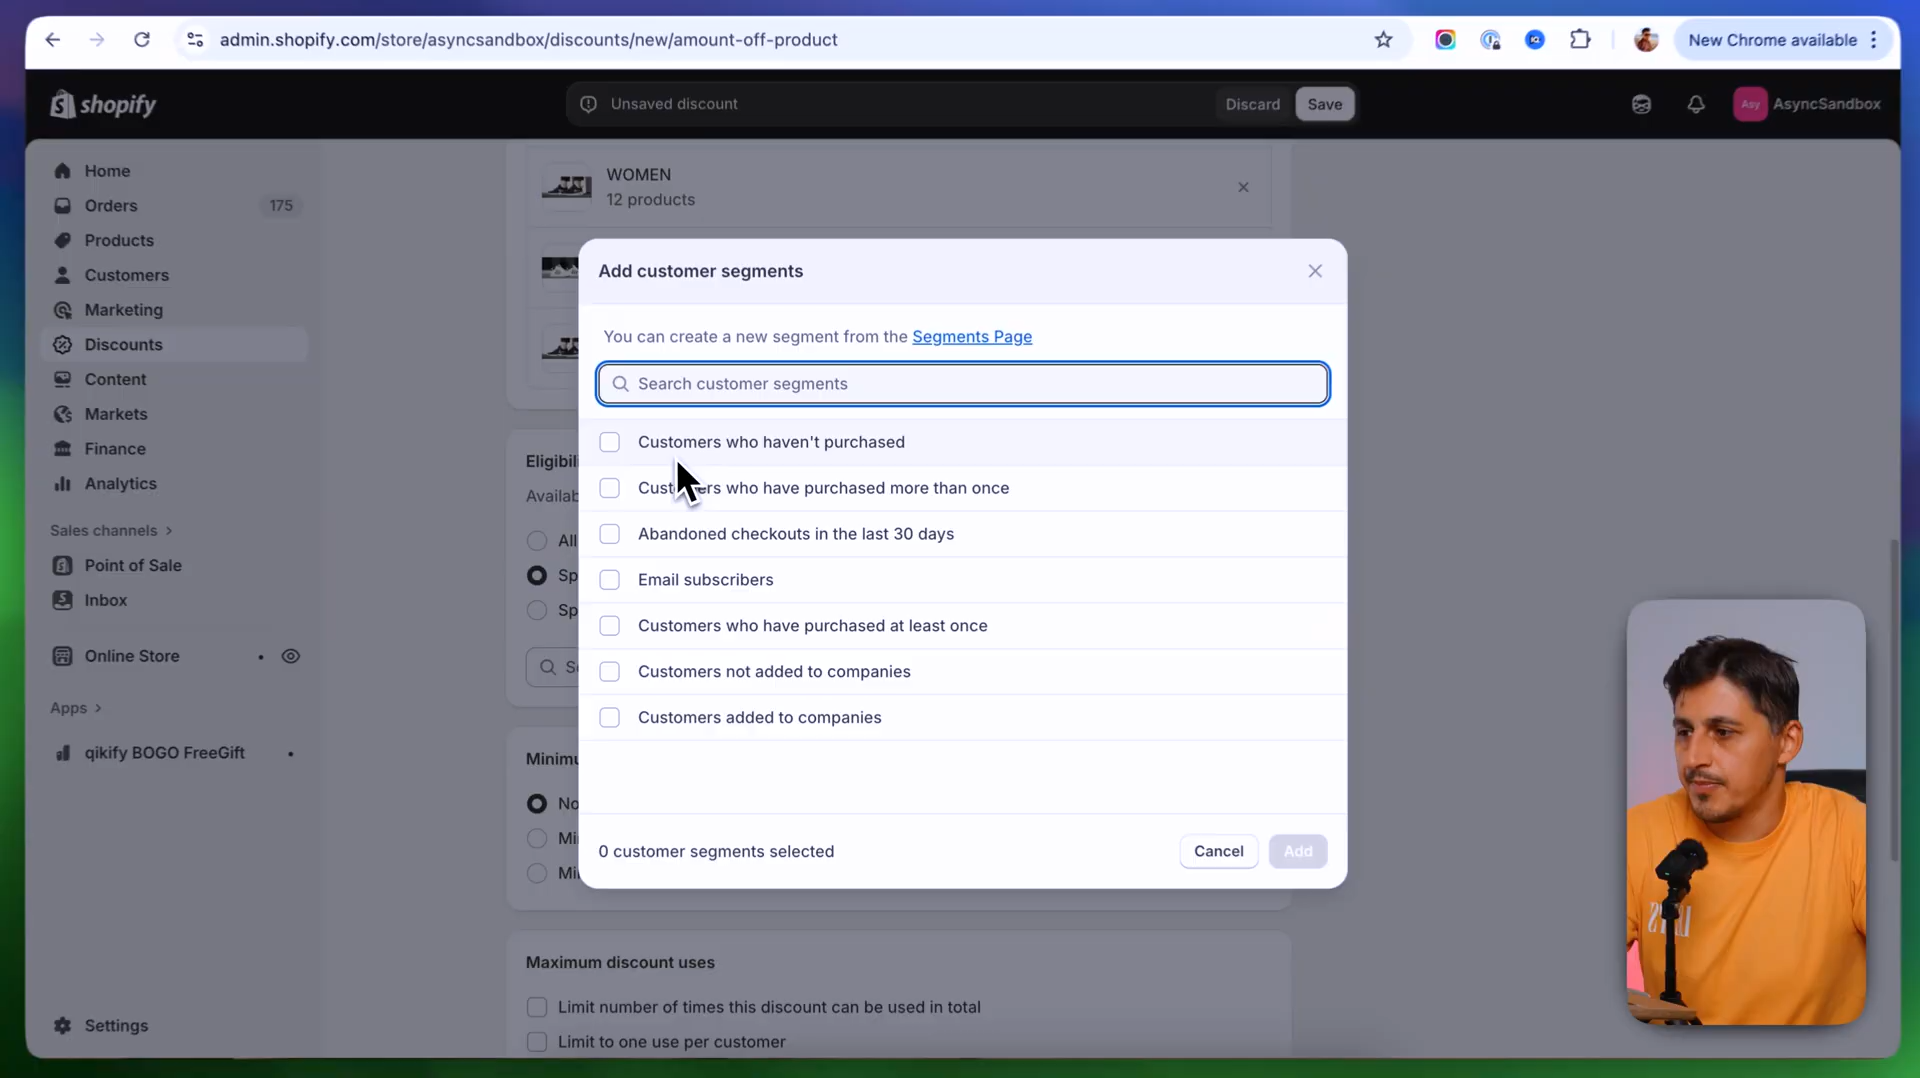 admin.shopify.com/store/asyncsandbox/discounts/new/amount-off-product
New Chrome available
shopify
Unsaved discount
Discard
Save
Asy
AsyncSandbox
Home
Orders
175
Products
Customers
Marketing
Discounts
Content
Markets
Finance
Analytics
Sales channels
Point of Sale
Inbox
Online Store
Apps
qikify BOGO FreeGift
Settings
WOMEN
12 products
Eligibili
Availab
All
Sp
Sp
S
Minimu
No
Mi
Mi
Maximum discount uses
Limit number of times this discount can be used in total
Limit to one use per customer
Add customer segments
You can create a new segment from the Segments Page
Search customer segments
Customers who haven't purchased
who have purchased more than once
Abandoned checkouts in the last 30 days
Email subscribers
Customers who have purchased at least once
Customers not added to companies
Customers added to companies
0 customer segments selected
Cancel
Add